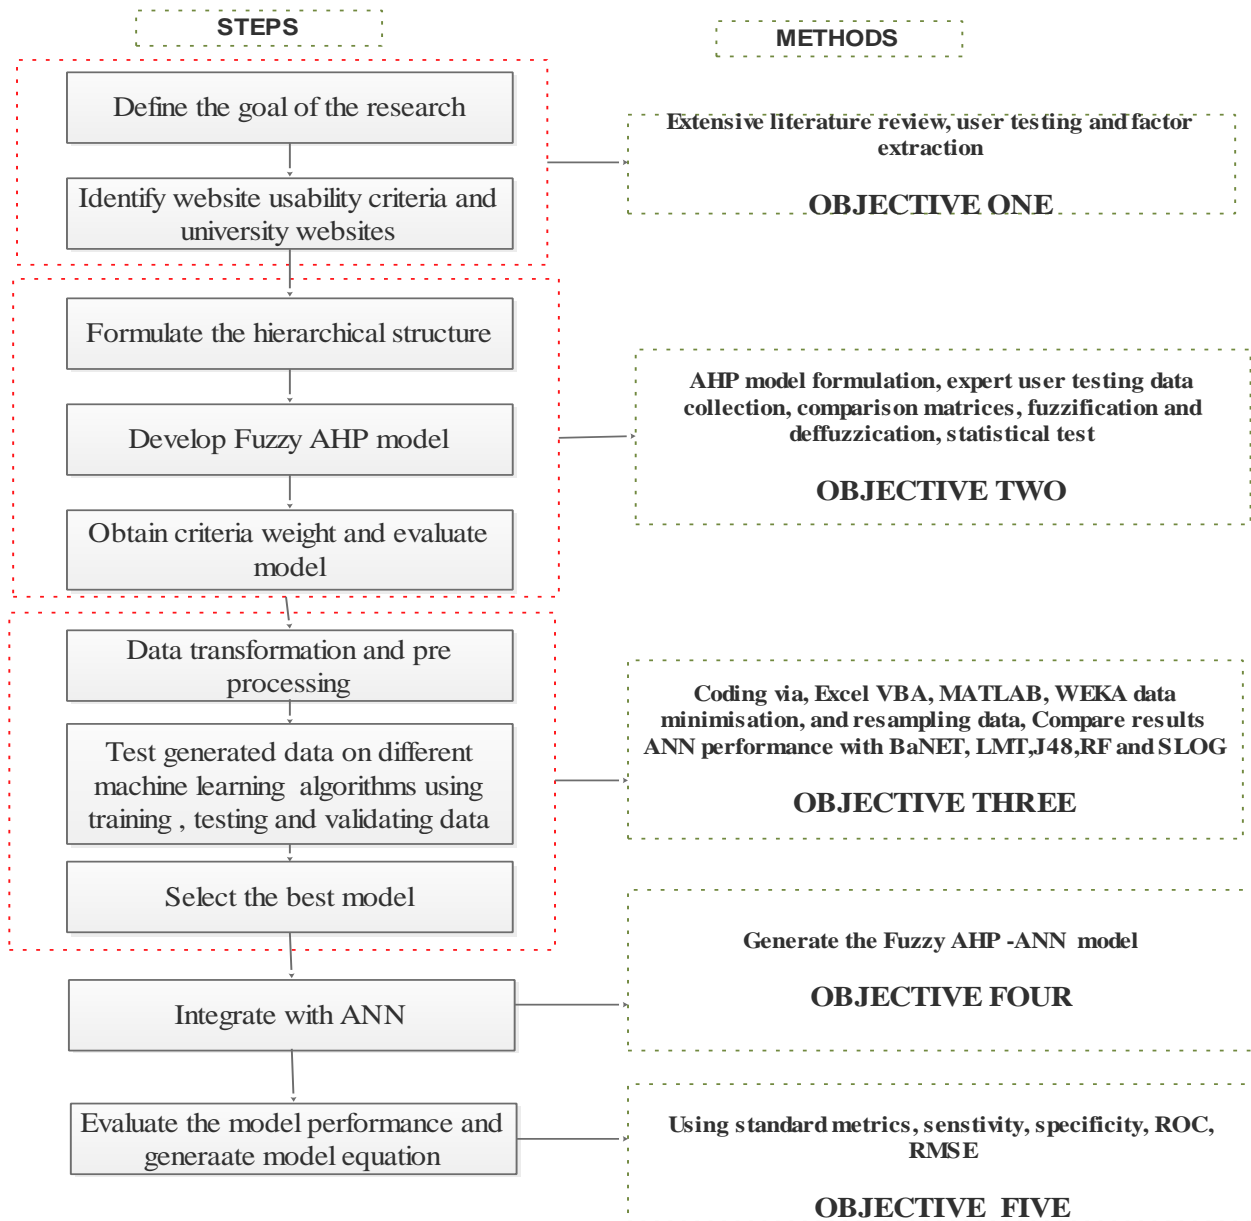 STEPS
METHODS
Define the goal of the research
Extensive literature review, user testing and factor
extraction
OBJECTIVE ONE
Identify website usability criteria and
university websites
Formulate the hierarchical structure
Develop Fuzzy AHP model
Obtain criteria weight and evaluate
model
AHP model formulation, expert user testing data
collection, comparison matrices, fuzzification and
deffuzzication, statistical test
OBJECTIVE TWO
Data transformation and pre
processing
Test generated data on different
machine learning algorithms using
training , testing and validating data
Select the best model
Coding via, Excel VBA, MATLAB, WEKA data
minimisation, and resampling data, Compare results
ANN performance with BaNET, LMT,J48,RF and SLOG
OBJECTIVE THREE
Integrate with ANN
Generate the Fuzzy AHP -ANN model
OBJECTIVE FOUR
Evaluate the model performance and
generaate model equation
Using standard metrics, senstivity, specificity, ROC,
RMSE
OBJECTIVE FIVE